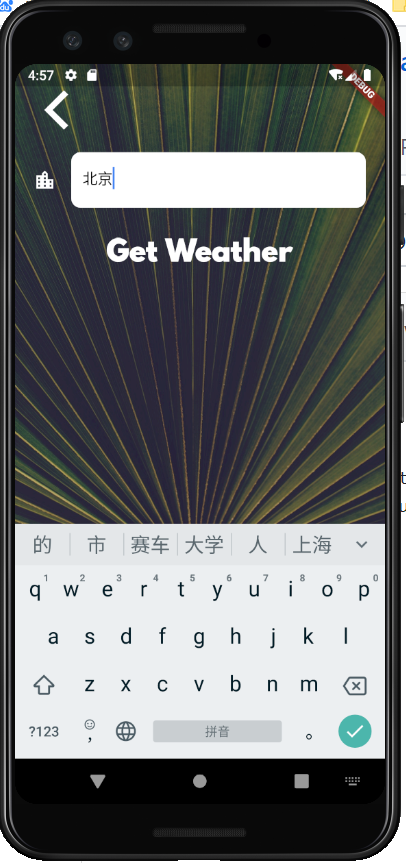 4:57
DEBUG
北京
Get Weather
的 市 赛车 大学 人 上海
q1 w2 e3 r4 t5 y6 u7 i8 o9 p0
a s d f g h j k l
z x c v b n m
?123 , 拼音 。